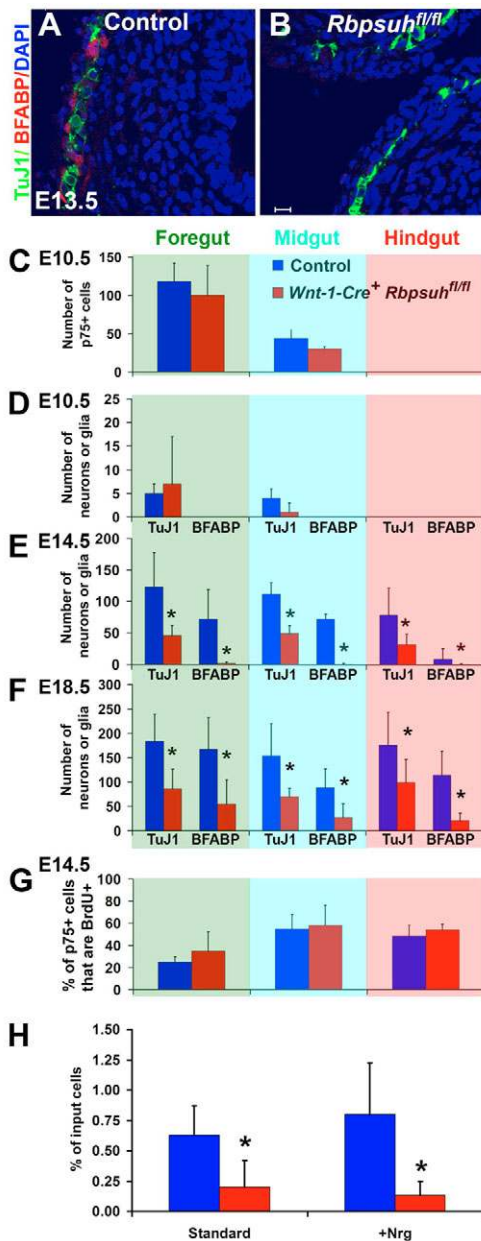 A Control
B Rbpsuhfl/fl
TuJ1/ BFABP/DAPI
E13.5
Foregut Midgut Hindgut
C E10.5
Control
Wnt-1-Cre+ Rbpsuhfl/fl
Number of p75+ cells
150
100
50
0
D E10.5
Number of neurons or glia
25
20
15
10
5
0
TuJ1 BFABP TuJ1 BFABP TuJ1 BFABP
E E14.5
Number of neurons or glia
200
150
100
50
0
* * * * * *
TuJ1 BFABP TuJ1 BFABP TuJ1 BFABP
F E18.5
Number of neurons or glia
300
250
200
150
100
50
0
* * * * * *
TuJ1 BFABP TuJ1 BFABP TuJ1 BFABP
G E14.5
% of p75+ cells that are BrdU+
100
80
60
40
20
0
H
% of input cells
1.50
1.25
1.00
0.75
0.50
0.25
0.00
* *
Standard +Nrg